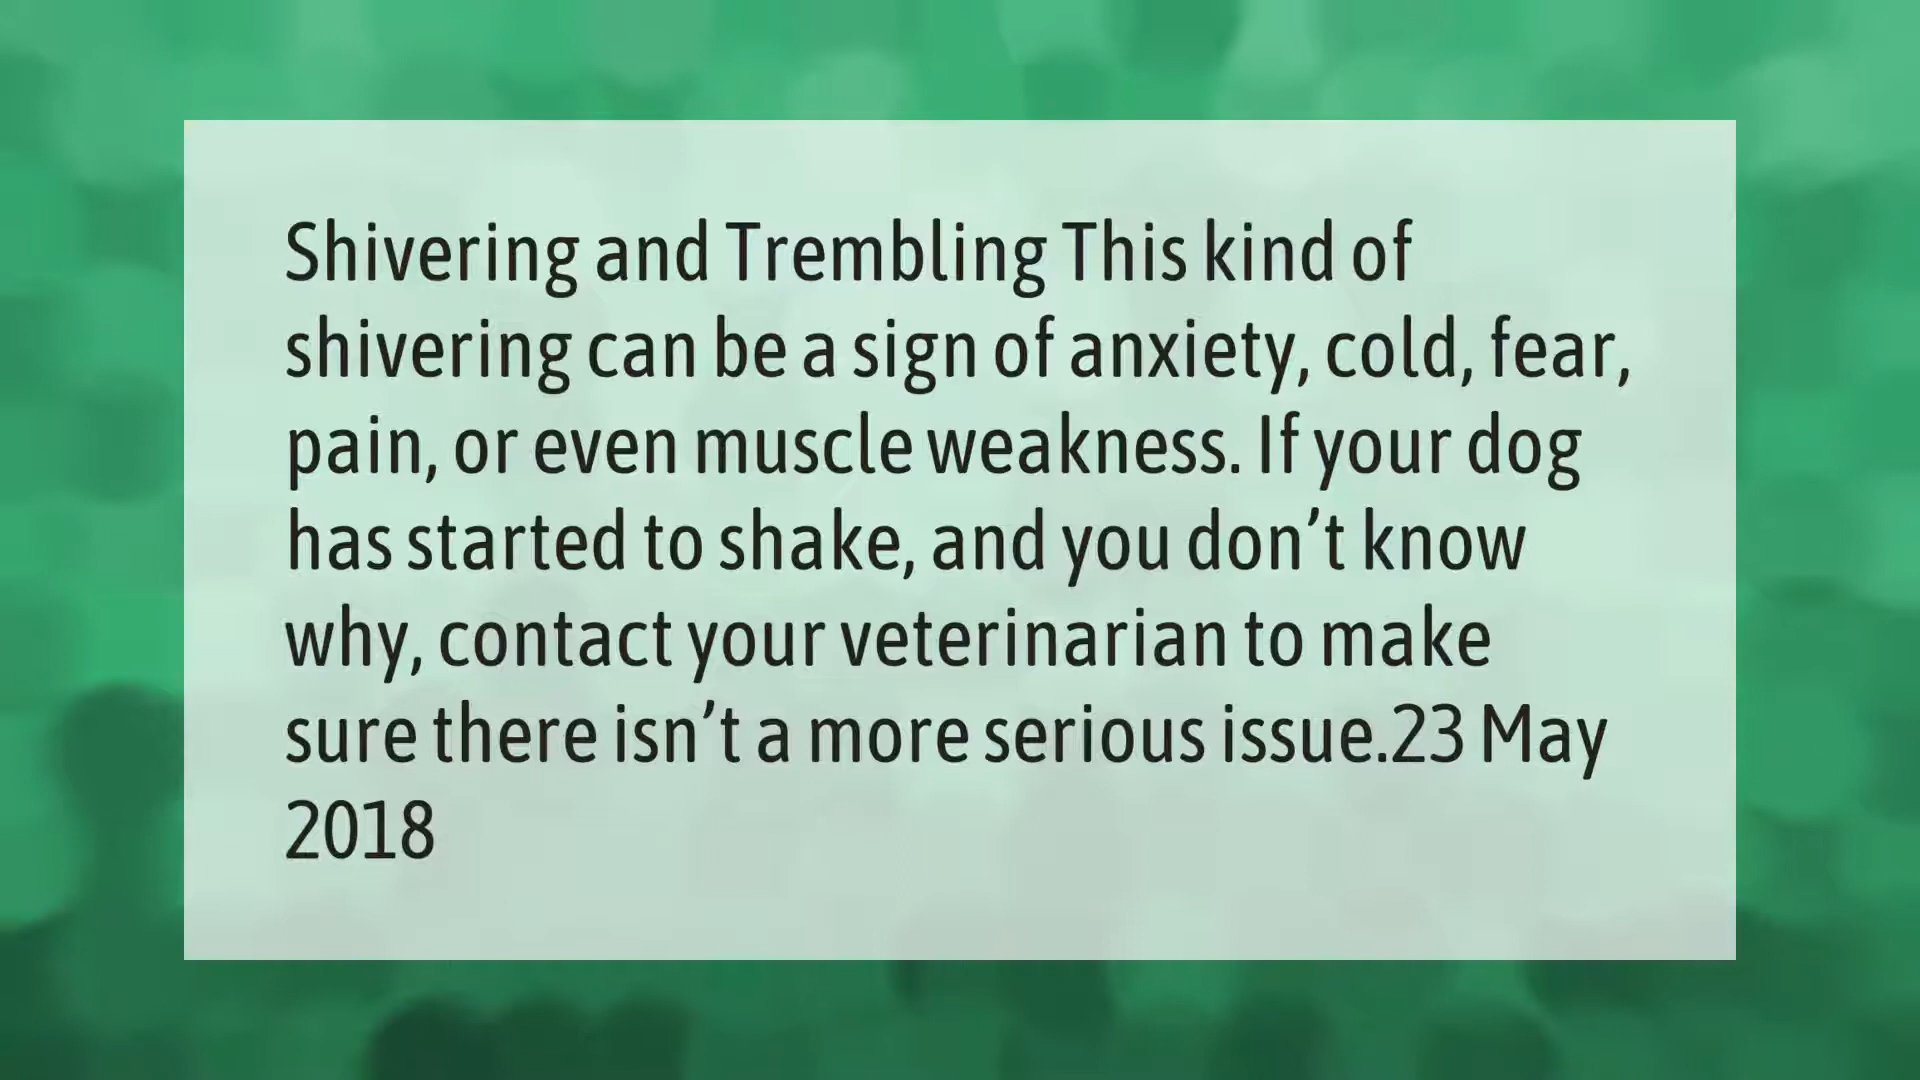 Shivering and Trembling This kind of
shivering can be a sign of anxiety, cold, fear,
pain, or even muscle weakness. If your dog
has started to shake, and you don’t know
why, contact your veterinarian to make
sure there isn’t a more serious issue.23 May
2018